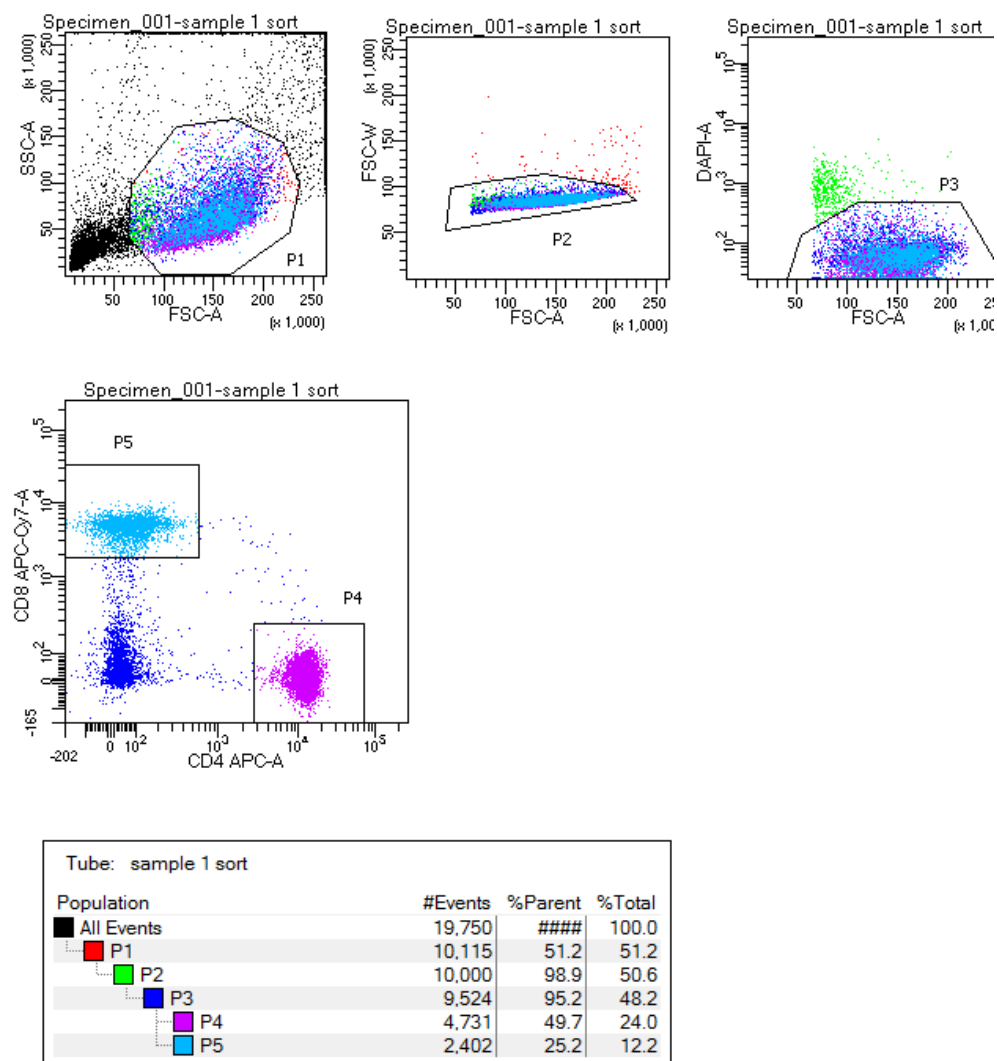 Specimen_001-sample 1 sort
SSC-A
(x 1,000)
50 100 150 200 250
P1
50 100 150 200 250
FSC-A
(x 1,000)
Specimen_001-sample 1 sort
FSC-W
(x 1,000)
50 100 150 200 250
P2
50 100 150 200 250
FSC-A
(x 1,000)
Specimen_001-sample 1 sort
DAPI-A
10^2 10^3 10^4 10^5
P3
50 100 150 200 250
FSC-A
(x 1,00
Specimen_001-sample 1 sort
CD8 APC-Cy7-A
-165 0 10^2 10^3 10^4 10^5
P5
P4
-202 0 10^2 10^3 10^4 10^5
CD4 APC-A
Tube: sample 1 sort
Population #Events %Parent %Total
All Events 19,750 #### 100.0
P1 10,115 51.2 51.2
P2 10,000 98.9 50.6
P3 9,524 95.2 48.2
P4 4,731 49.7 24.0
P5 2,402 25.2 12.2